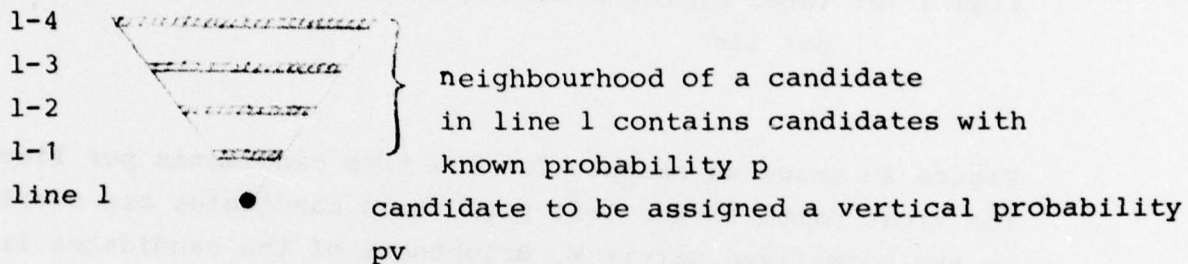 l-4
l-3
l-2
l-1
line l
neighbourhood of a candidate
in line l contains candidates with
known probability p
candidate to be assigned a vertical probability
pv